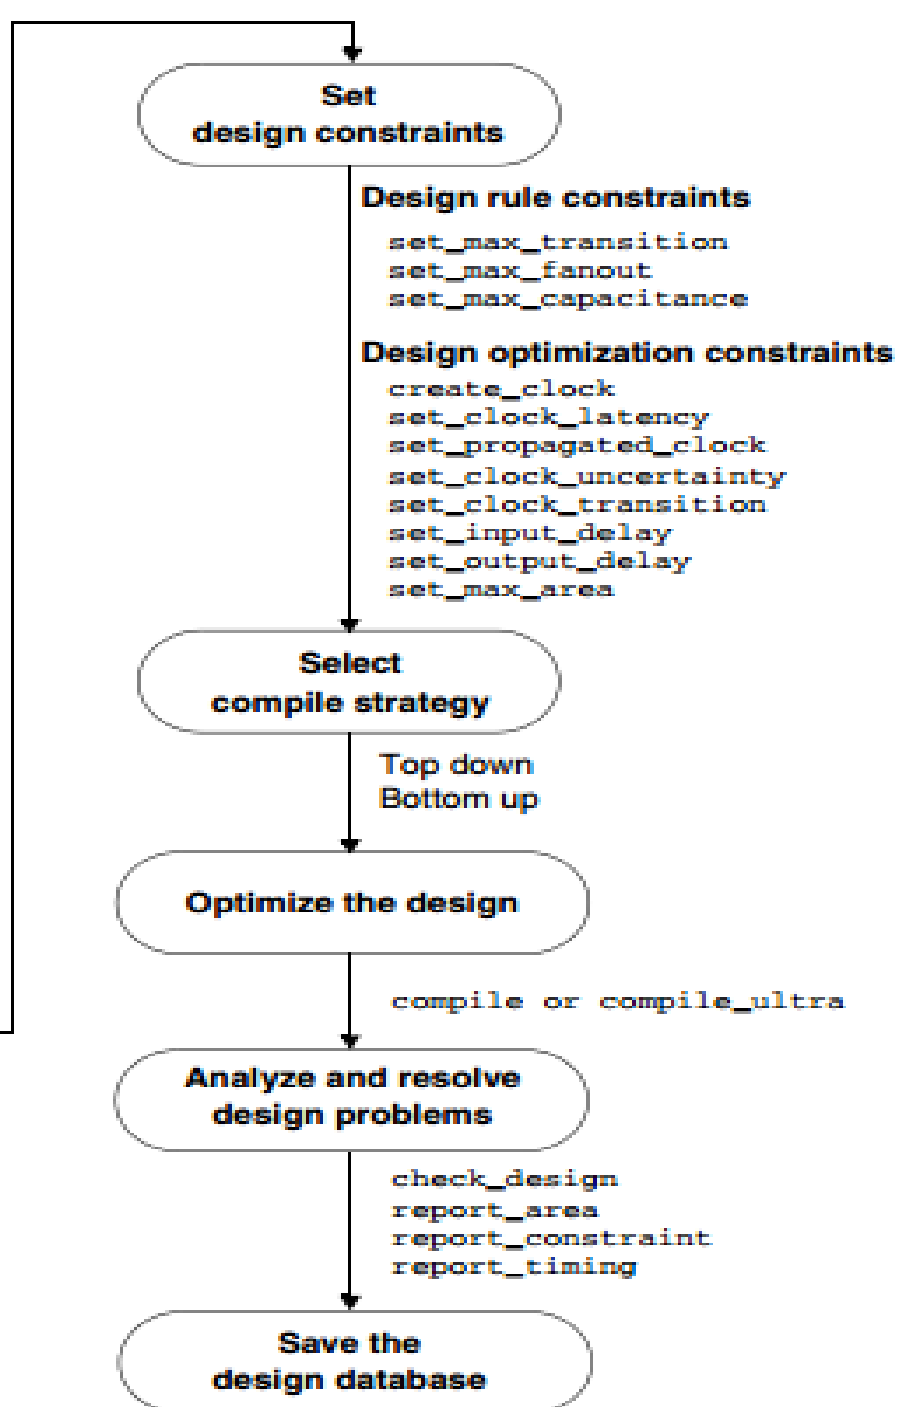 Set
design constraints
Design rule constraints
set_max_transition
set_max_fanout
set_max_capacitance
Design optimization constraints
create_clock
set_clock_latency
set_propagated_clock
set_clock_uncertainty
set_clock_transition
set_input_delay
set_output_delay
set_max_area
Select
compile strategy
Top down
Bottom up
Optimize the design
compile or compile_ultra
Analyze and resolve
design problems
check_design
report_area
report_constraint
report_timing
Save the
design database